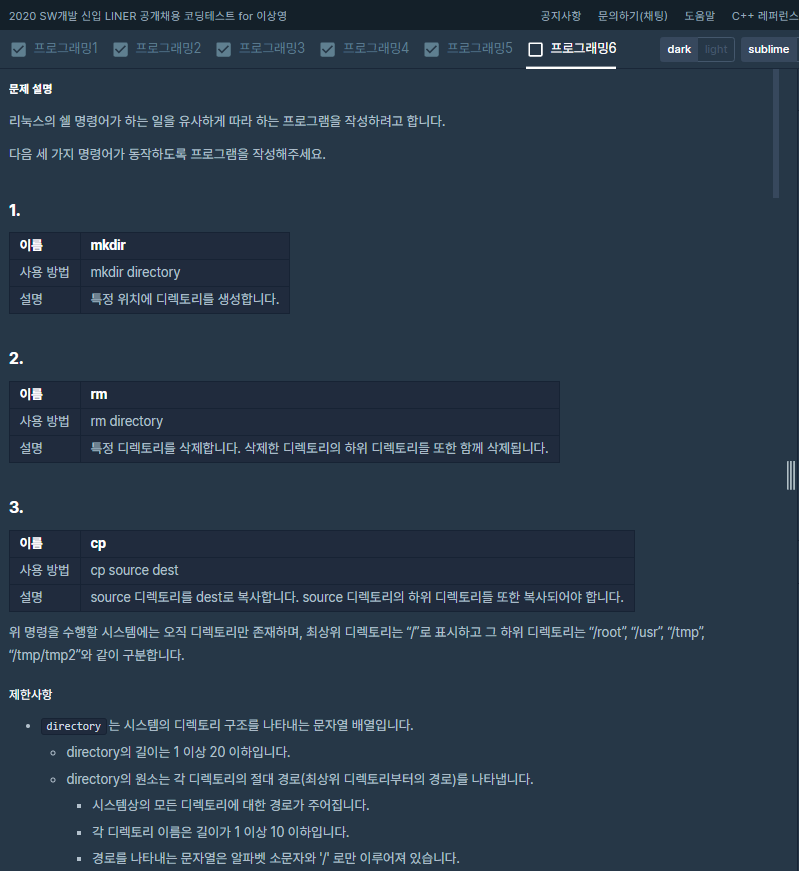 2020 SW개발 신입 LINER 공개채용 코딩테스트 for 이상영
공지사항 문의하기(채팅) 도움말 C++ 레퍼런스
프로그래밍1 프로그래밍2 프로그래밍3 프로그래밍4 프로그래밍5 프로그래밍6 dark light sublime
문제 설명
리눅스의 쉘 명령어가 하는 일을 유사하게 따라 하는 프로그램을 작성하려고 합니다.
다음 세 가지 명령어가 동작하도록 프로그램을 작성해주세요.
1.
이름 mkdir
사용 방법 mkdir directory
설명 특정 위치에 디렉토리를 생성합니다.
2.
이름 rm
사용 방법 rm directory
설명 특정 디렉토리를 삭제합니다. 삭제한 디렉토리의 하위 디렉토리들 또한 함께 삭제됩니다.
3.
이름 cp
사용 방법 cp source dest
설명 source 디렉토리를 dest로 복사합니다. source 디렉토리의 하위 디렉토리들 또한 복사되어야 합니다.
위 명령을 수행할 시스템에는 오직 디렉토리만 존재하며, 최상위 디렉토리는 “/”로 표시하고 그 하위 디렉토리는 “/root”, “/usr”, “/tmp”,
“/tmp/tmp2”와 같이 구분합니다.
제한사항
• directory 는 시스템의 디렉토리 구조를 나타내는 문자열 배열입니다.
◦ directory의 길이는 1 이상 20 이하입니다.
◦ directory의 원소는 각 디렉토리의 절대 경로(최상위 디렉토리부터의 경로)를 나타냅니다.
▪ 시스템상의 모든 디렉토리에 대한 경로가 주어집니다.
▪ 각 디렉토리 이름은 길이가 1 이상 10 이하입니다.
▪ 경로를 나타내는 문자열은 알파벳 소문자와 '/' 로만 이루어져 있습니다.